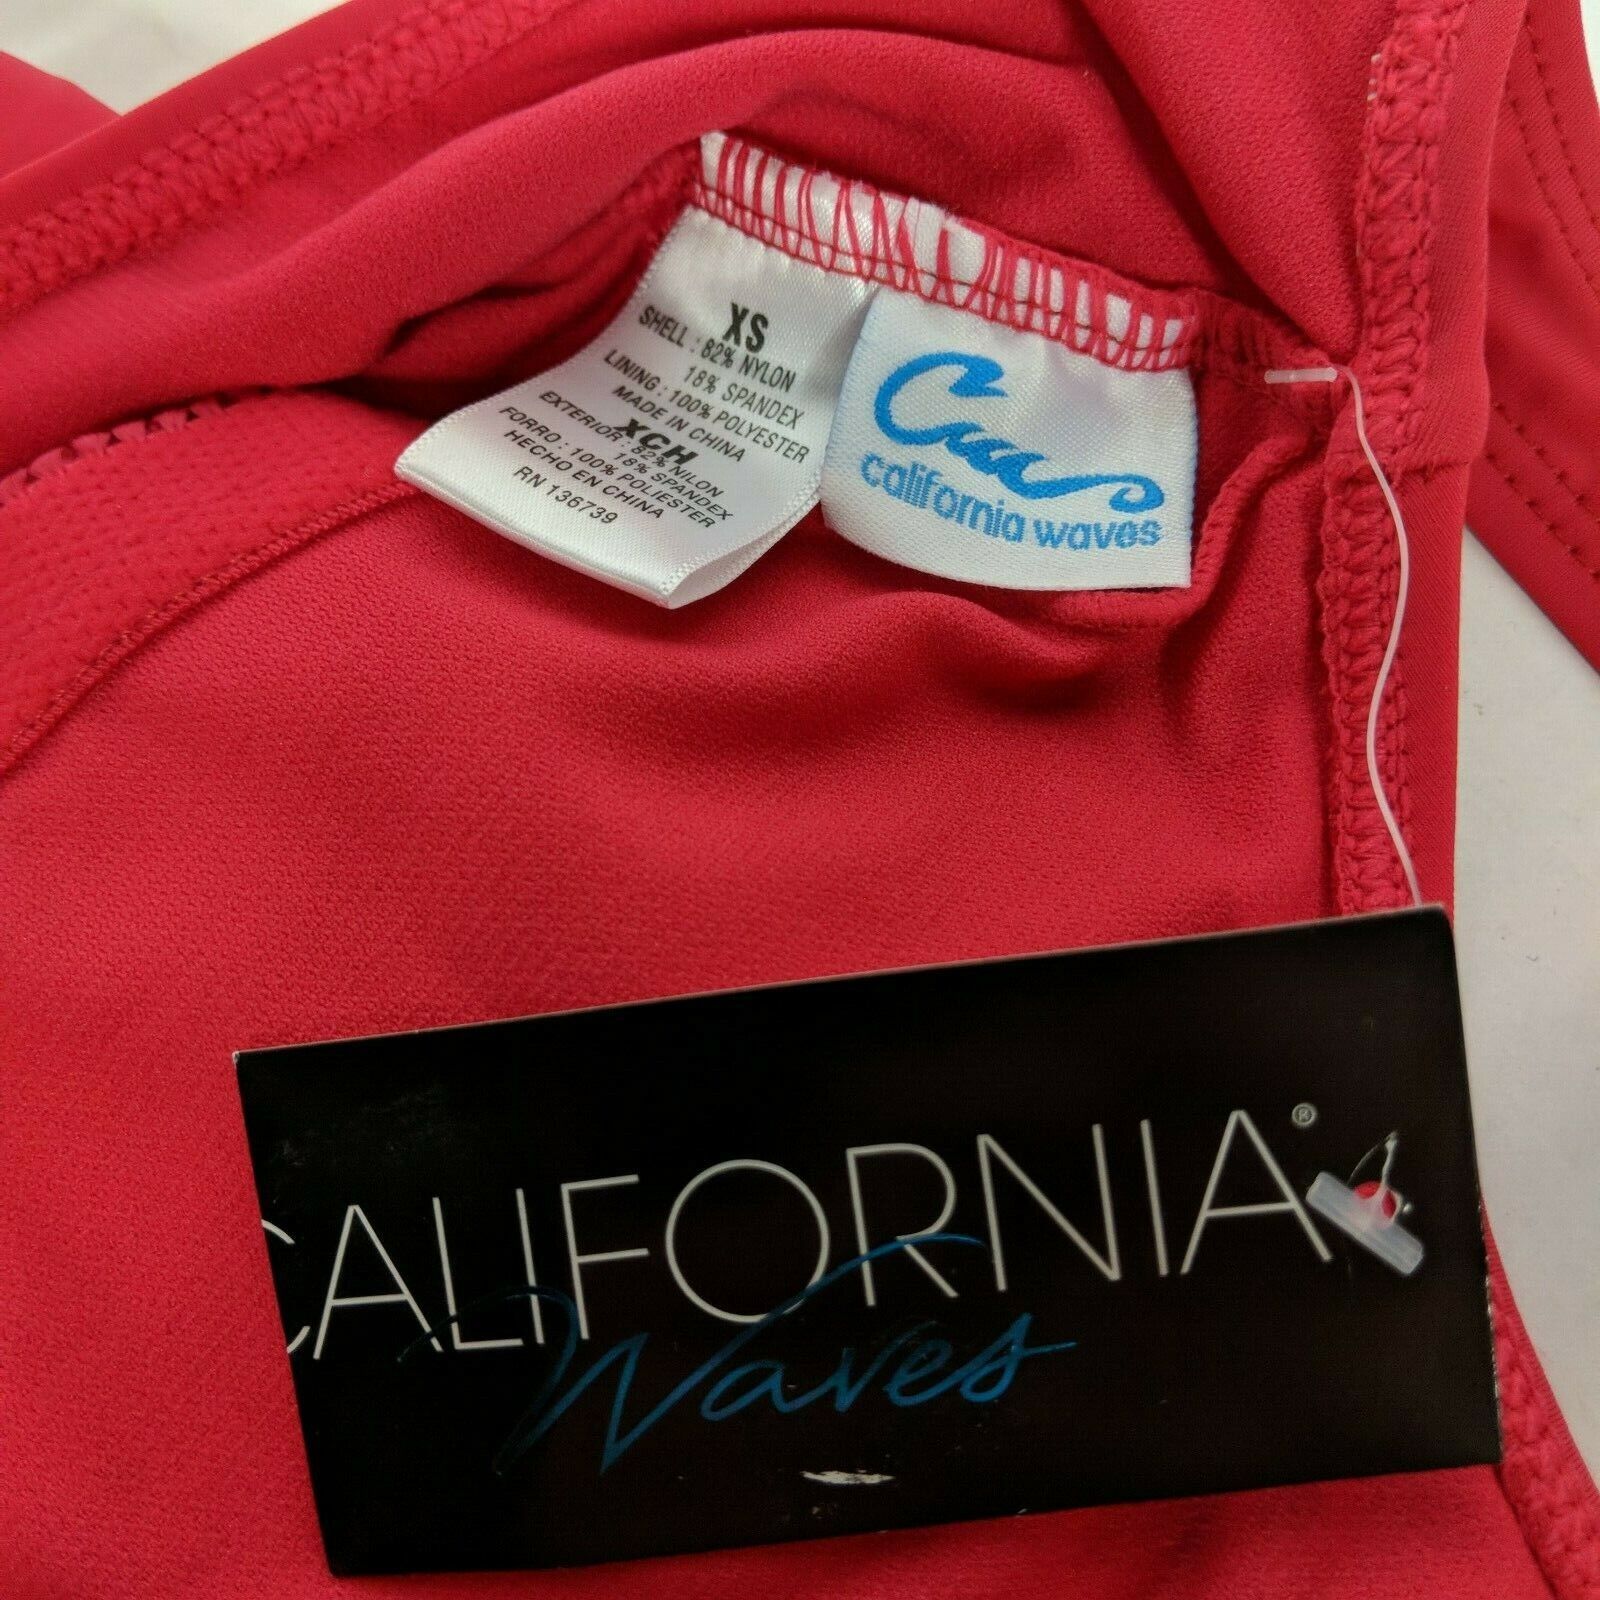 XS
SHELL : 82% NYLON
18% SPANDEX
LINING : 100% POLYESTER
MADE IN CHINA
XCH
EXTERIOR : 82% NILON
18% SPANDEX
FORRO : 100% POLIESTER
HECHO EN CHINA
RN 136739
california waves
CALIFORNIA®
Waves